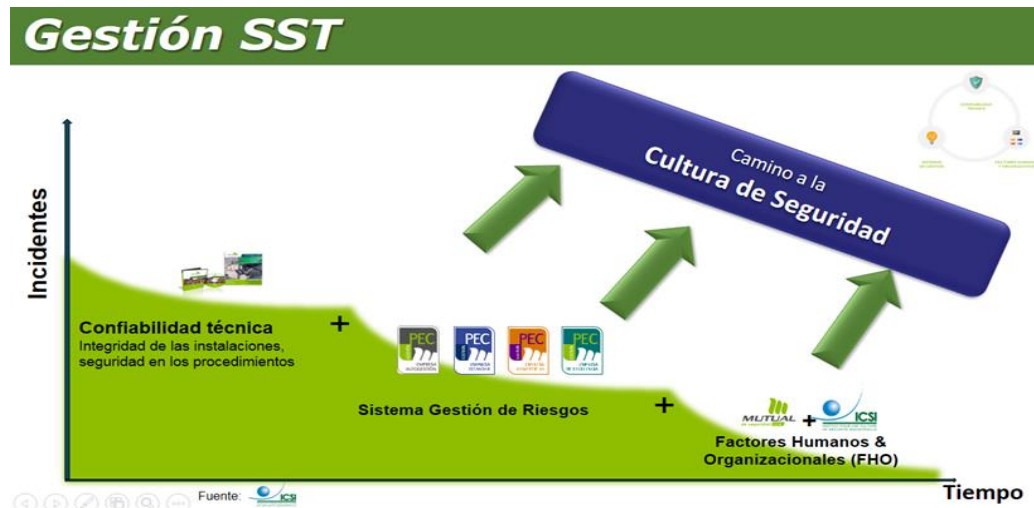 Gestión SST
Camino a la
Cultura de Seguridad
Incidentes
Confiabilidad técnica
Integridad de las instalaciones,
seguridad en los procedimientos
+
PEC
PEC
PEC
PEC
Sistema Gestión de Riesgos
+
MUTUAL
+
ICSI
Factores Humanos &
Organizacionales (FHO)
Tiempo
Fuente:
ICSI